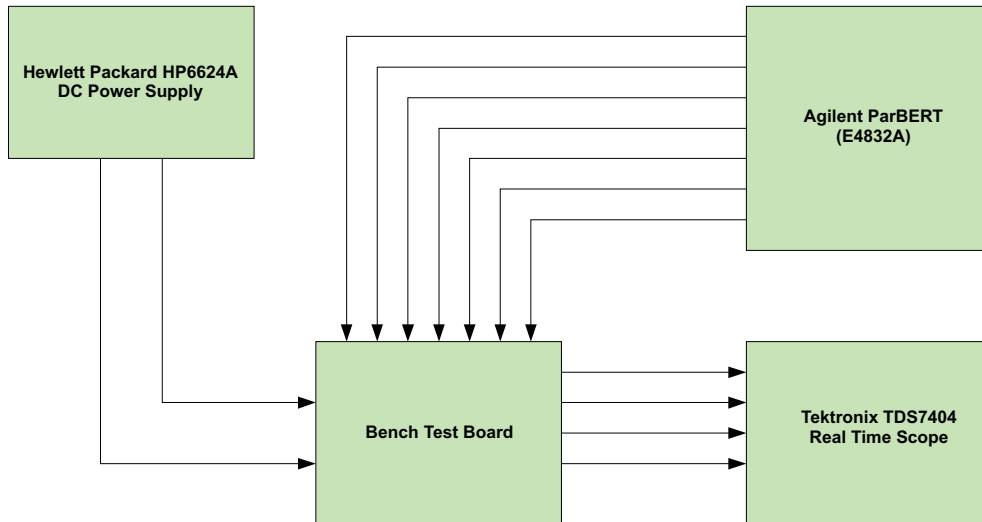 Hewlett Packard HP6624A
DC Power Supply
Agilent ParBERT
(E4832A)
Bench Test Board
Tektronix TDS7404
Real Time Scope